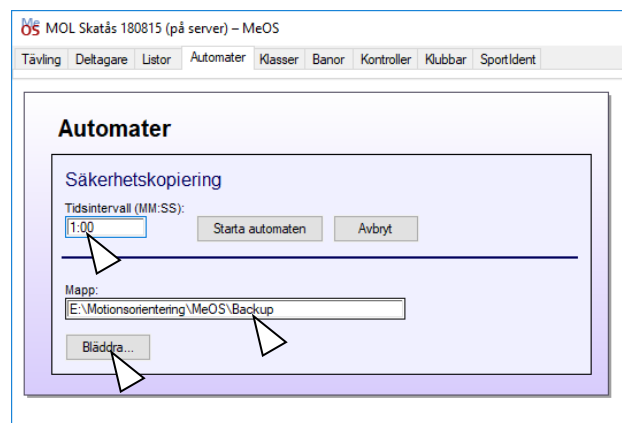 MeOS MOL Skatås 180815 (på server) – MeOS
Tävling Deltagare Listor Automater Klasser Banor Kontroller Klubbar SportIdent
Automater
Säkerhetskopiering
Tidsintervall (MM:SS):
1:00 Starta automaten Avbryt
Mapp:
E:\Motionsorientering\MeOS\Backup
Bläddra...